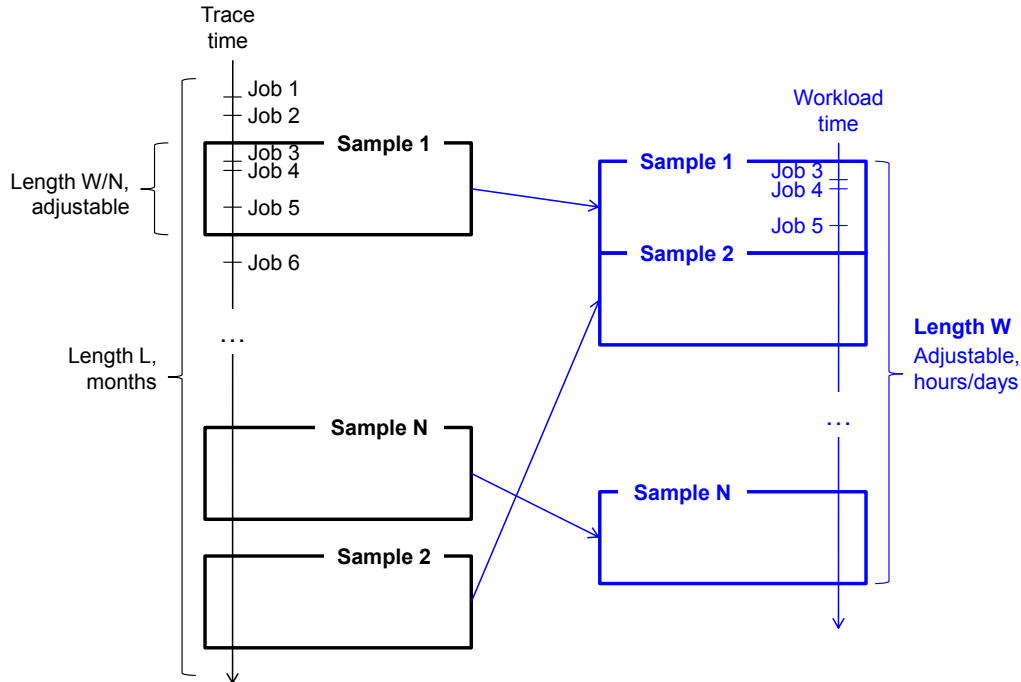 Trace
time
Job 1
Job 2
Sample 1
Job 3
Job 4
Length W/N,
adjustable
Job 5
Job 6
...
Length L,
months
Sample N
Sample 2
Workload
time
Sample 1
Job 3
Job 4
Job 5
Sample 2
Length W
Adjustable,
hours/days
...
Sample N